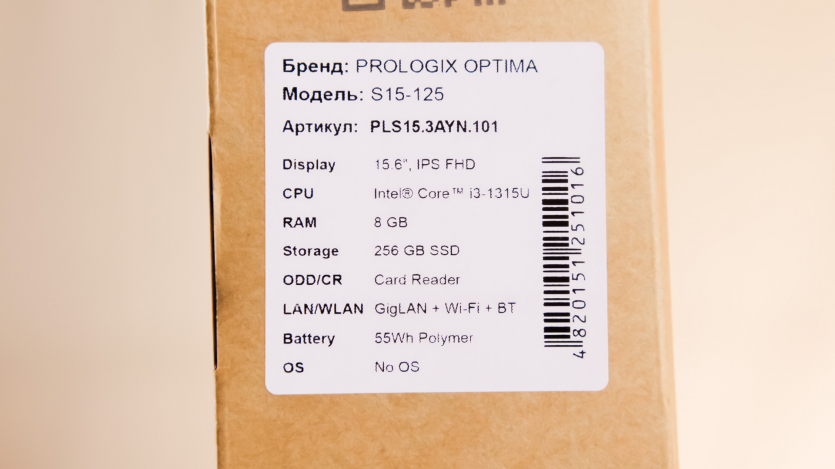 Бренд: PROLOGIX OPTIMA
Модель: S15-125
Артикул: PLS15.3AYN.101
Display 15.6", IPS FHD
CPU Intel® Core™ i3-1315U
RAM 8 GB
Storage 256 GB SSD
ODD/CR Card Reader
LAN/WLAN GigLAN + Wi-Fi + BT
Battery 55Wh Polymer
OS No OS
4820151251016